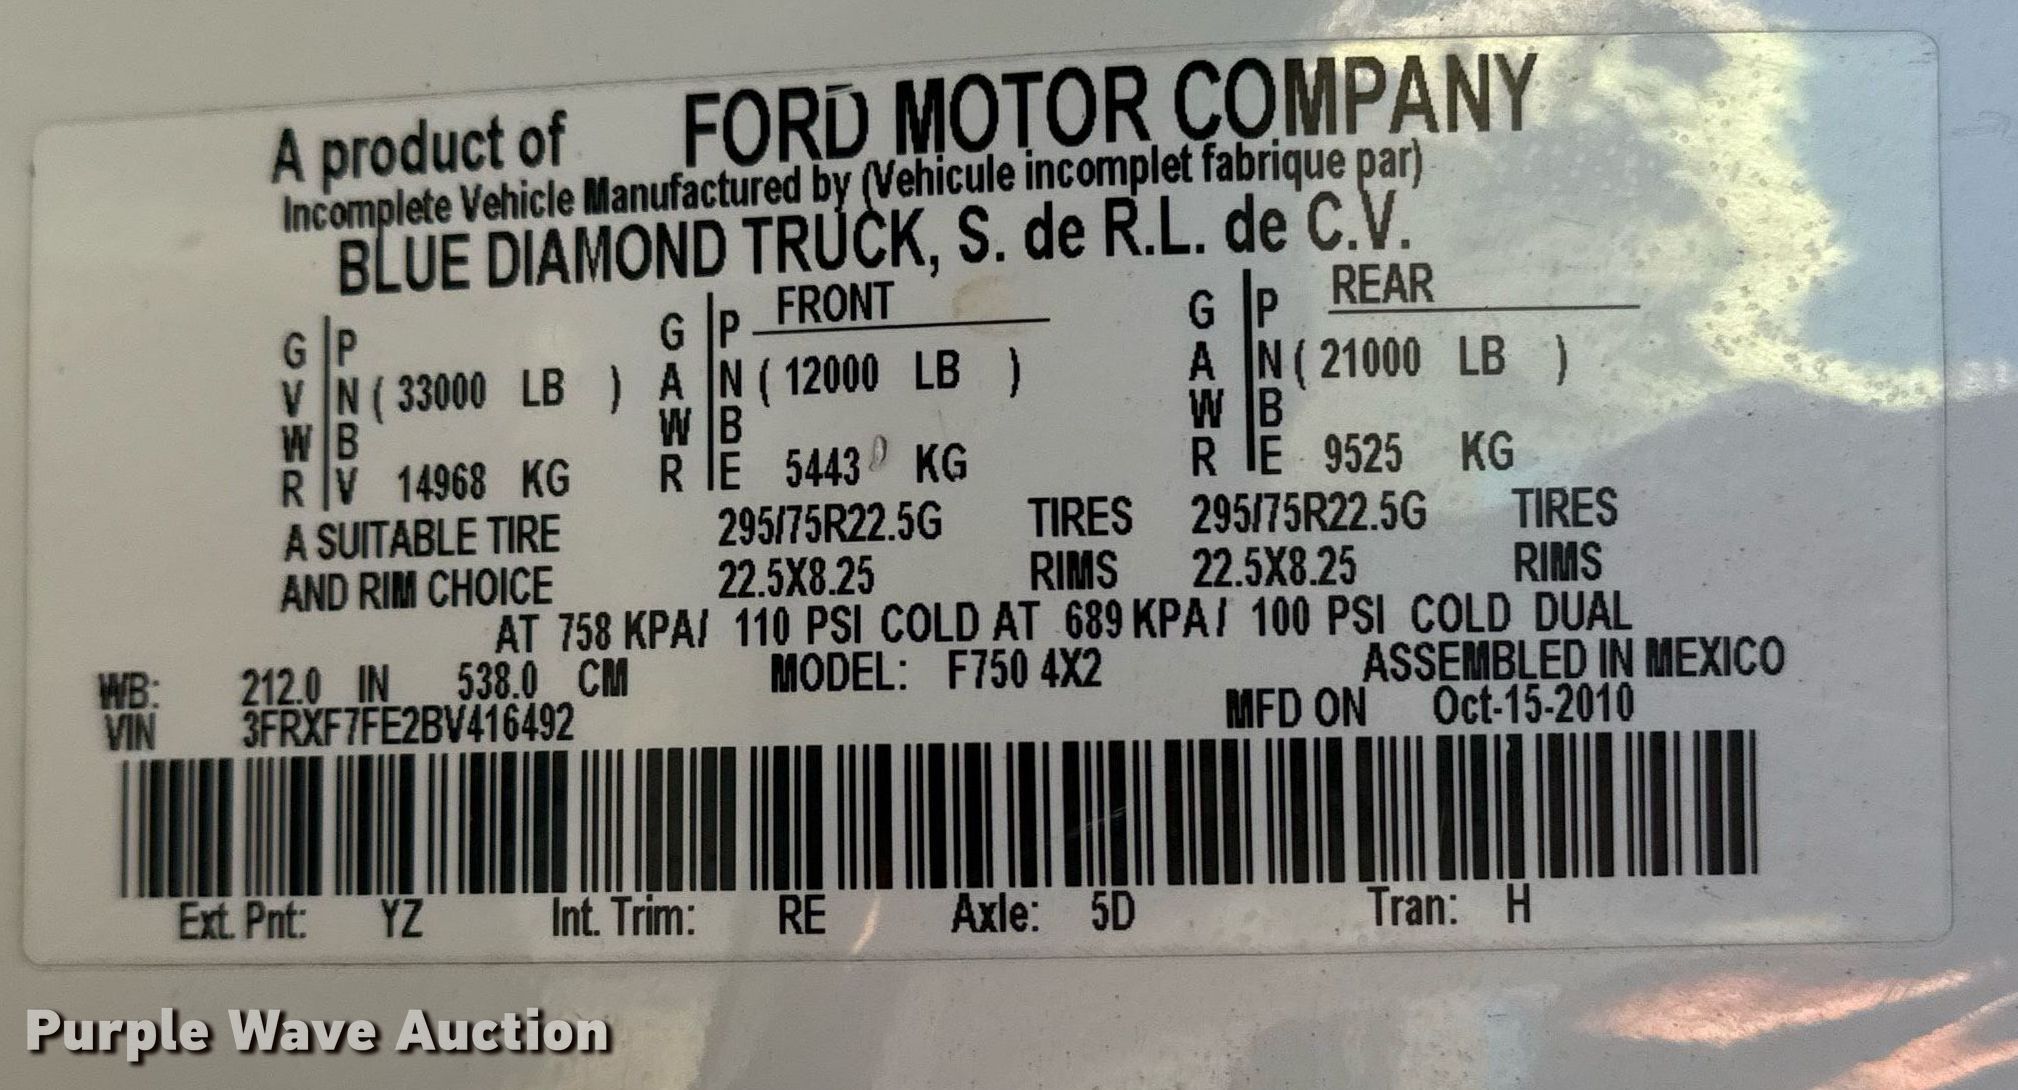 A product of FORD MOTOR COMPANY
Incomplete Vehicle Manufactured by (Vehicule incomplet fabrique par)
BLUE DIAMOND TRUCK, S. de R.L. de C.V.
FRONT REAR
G P G P G P
V N ( 33000 LB ) A N ( 12000 LB ) A N ( 21000 LB )
W B W B W B
R V 14968 KG R E 5443 KG R E 9525 KG
A SUITABLE TIRE 295/75R22.5G TIRES 295/75R22.5G TIRES
AND RIM CHOICE 22.5X8.25 RIMS 22.5X8.25 RIMS
AT 758 KPA/ 110 PSI COLD AT 689 KPA/ 100 PSI COLD DUAL
WB: 212.0 IN 538.0 CM MODEL: F750 4X2 ASSEMBLED IN MEXICO
VIN 3FRXF7FE2BV416492 MFD ON Oct-15-2010
Ext. Pnt: YZ Int. Trim: RE Axle: 5D Tran: H
Purple Wave Auction